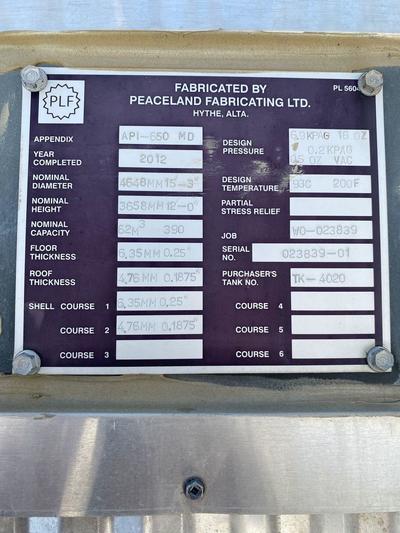 PLF
FABRICATED BY
PEACELAND FABRICATING LTD.
HYTHE, ALTA.
PL 5604
APPENDIX API-650 MD
YEAR COMPLETED 2012
NOMINAL DIAMETER 4648MM 15-3"
NOMINAL HEIGHT 3658MM 12-0"
NOMINAL CAPACITY 62M3 390
FLOOR THICKNESS 6.35MM 0.25"
ROOF THICKNESS 4.76MM 0.1875"
SHELL COURSE 1 6.35MM 0.25"
COURSE 2 4.76MM 0.1875"
COURSE 3
DESIGN PRESSURE 6.9KPAG 16 OZ
0.2KPAG
0.5 OZ VAC
DESIGN TEMPERATURE 93C 200F
PARTIAL STRESS RELIEF
JOB WO-023839
SERIAL NO. 023839-01
PURCHASER'S TANK NO. TK-4020
COURSE 4
COURSE 5
COURSE 6